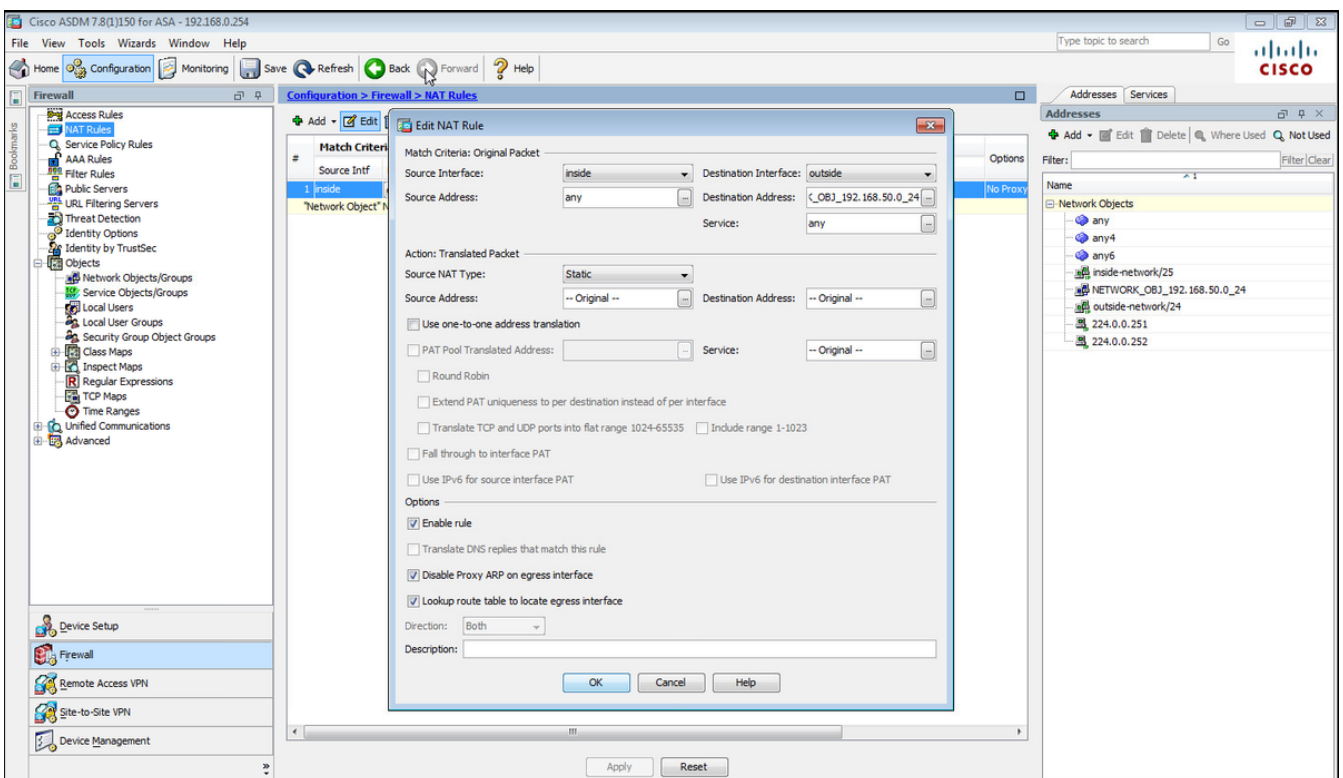 Cisco ASDM 7.8(1)150 for ASA - 192.168.0.254
File View Tools Wizards Window Help
Type topic to search Go
Home Configuration Monitoring Save Refresh Back Forward Help
CISCO
Bookmarks
Firewall
Access Rules
NAT Rules
Service Policy Rules
AAA Rules
Filter Rules
Public Servers
URL Filtering Servers
Threat Detection
Identity Options
Identity by TrustSec
Objects
Network Objects/Groups
Service Objects/Groups
Local Users
Local User Groups
Security Group Object Groups
Class Maps
Inspect Maps
Regular Expressions
TCP Maps
Time Ranges
Unified Communications
Advanced
Device Setup
Firewall
Remote Access VPN
Site-to-Site VPN
Device Management
Configuration > Firewall > NAT Rules
Add Edit
# Match Criteri Options
Source Intf
1 inside No Proxy
"Network Object" N
Edit NAT Rule
Match Criteria: Original Packet
Source Interface: inside Destination Interface: outside
Source Address: any Destination Address: _OBJ_192.168.50.0_24
Service: any
Action: Translated Packet
Source NAT Type: Static
Source Address: -- Original -- Destination Address: -- Original --
Use one-to-one address translation
PAT Pool Translated Address: Service: -- Original --
Round Robin
Extend PAT uniqueness to per destination instead of per interface
Translate TCP and UDP ports into flat range 1024-65535 Include range 1-1023
Fall through to interface PAT
Use IPv6 for source interface PAT Use IPv6 for destination interface PAT
Options
Enable rule
Translate DNS replies that match this rule
Disable Proxy ARP on egress interface
Lookup route table to locate egress interface
Direction: Both
Description:
OK Cancel Help
Apply Reset
Addresses Services
Addresses
Add Edit Delete Where Used Not Used
Filter: Filter Clear
Name
Network Objects
any
any4
any6
inside-network/25
NETWORK_OBJ_192.168.50.0_24
outside-network/24
224.0.0.251
224.0.0.252